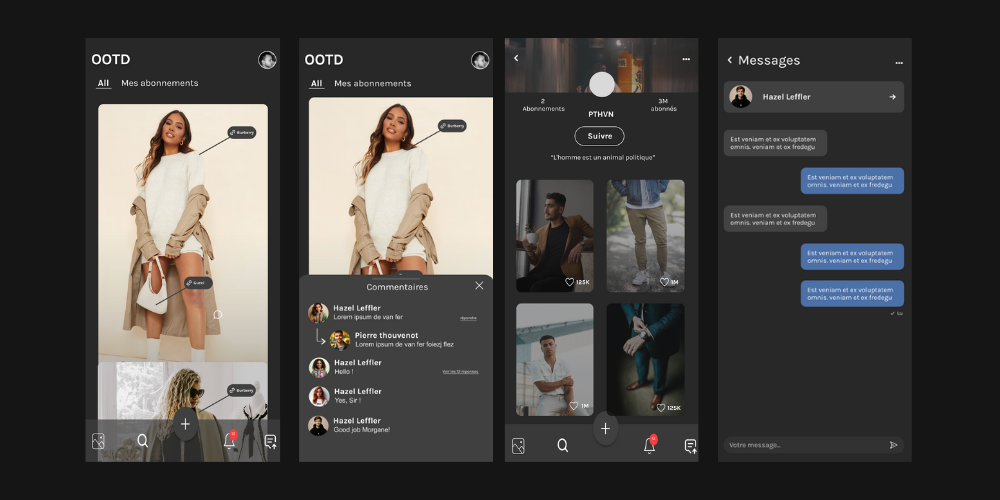 OOTD
All Mes abonnements
Burberry
Gucci
Burberry
OOTD
All Mes abonnements
Burberry
Commentaires
Hazel Leffler
Lorem ipsum de van fer
répondre
Pierre thouvenot
Lorem ipsum de van fer foiezj fiez
Hazel Leffler
Hello !
Voir les 12 réponses
Hazel Leffler
Yes, Sir !
Hazel Leffler
Good job Morgane!
2
Abonnements
3M
abonnés
PTHVN
Suivre
"L'homme est un animal politique"
125K
1M
1M
125K
Messages
Hazel Leffler
Est veniam et ex voluptatem
omnis. veniam et ex fredegu
Est veniam et ex voluptatem
omnis. veniam et ex fredegu
Est veniam et ex voluptatem
omnis. veniam et ex fredegu
Est veniam et ex voluptatem
omnis. veniam et ex fredegu
Est veniam et ex voluptatem
omnis. veniam et ex fredegu
Votre message...